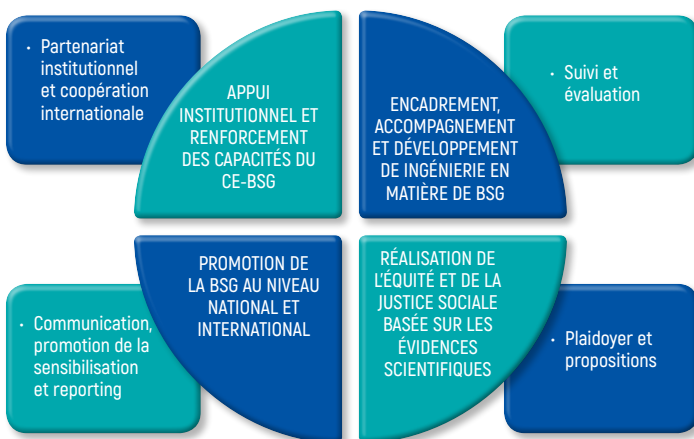 · Partenariat
institutionnel
et coopération
internationale
APPUI
INSTITUTIONNEL ET
RENFORCEMENT
DES CAPACITÉS DU
CE-BSG
ENCADREMENT,
ACCOMPAGNEMENT
ET DÉVELOPPEMENT
DE INGÉNIERIE EN
MATIÈRE DE BSG
· Suivi et
évaluation
· Communication,
promotion de la
sensibilisation
et reporting
PROMOTION DE
LA BSG AU NIVEAU
NATIONAL ET
INTERNATIONAL
RÉALISATION DE
L'ÉQUITÉ ET DE LA
JUSTICE SOCIALE
BASÉE SUR LES
ÉVIDENCES
SCIENTIFIQUES
· Plaidoyer et
propositions